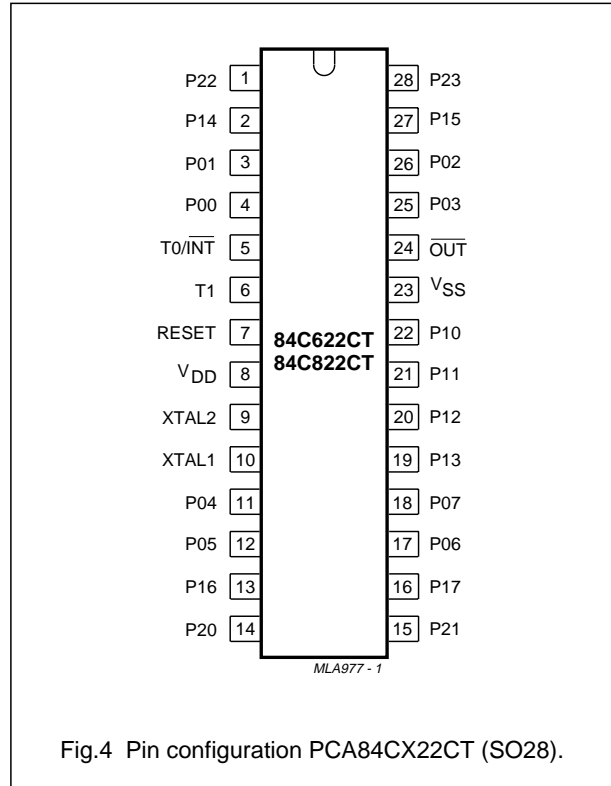 P22 1 28 P23
P14 2 27 P15
P01 3 26 P02
P00 4 25 P03
T0/I̅N̅T̅ 5 24 O̅U̅T̅
T1 6 23 VSS
RESET 7 22 P10
84C622CT
84C822CT
VDD 8 21 P11
XTAL2 9 20 P12
XTAL1 10 19 P13
P04 11 18 P07
P05 12 17 P06
P16 13 16 P17
P20 14 15 P21
MLA977 - 1
Fig.4 Pin configuration PCA84CX22CT (SO28).